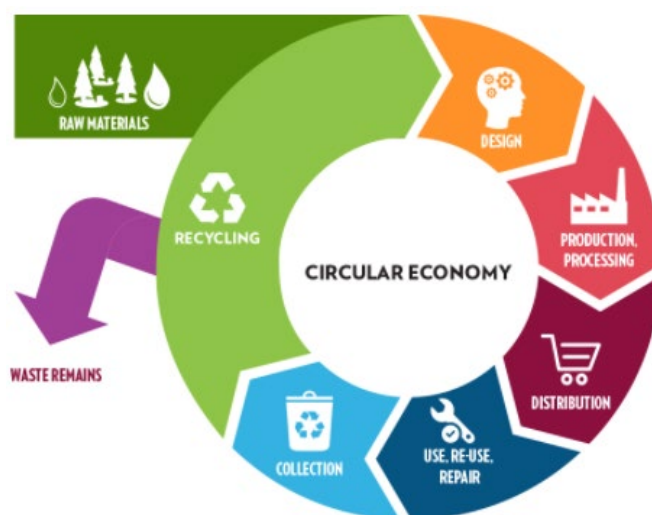 RAW MATERIALS
DESIGN
RECYCLING
PRODUCTION,
PROCESSING
CIRCULAR ECONOMY
WASTE REMAINS
DISTRIBUTION
USE, RE-USE,
REPAIR
COLLECTION